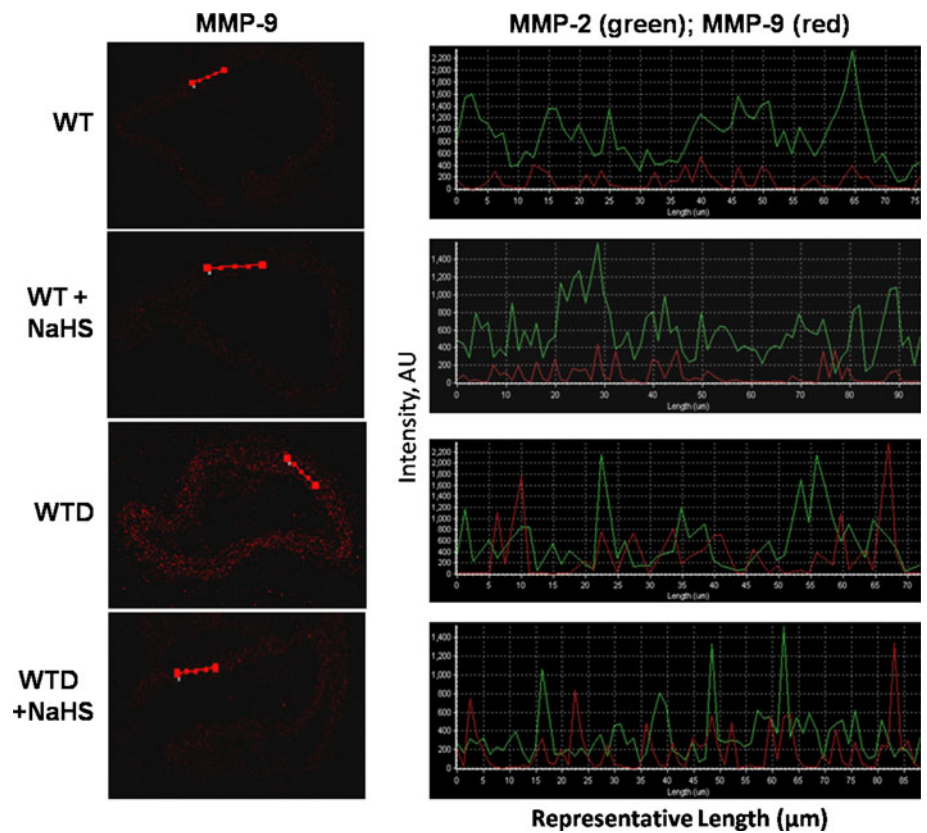 MMP-9
MMP-2 (green); MMP-9 (red)
WT
2,200
2,000
1,800
1,600
1,400
1,200
1,000
800
600
400
200
0
0 5 10 15 20 25 30 35 40 45 50 55 60 65 70 75
Length (um)
WT +
NaHS
1,400
1,200
1,000
800
600
400
200
0
0 10 20 30 40 50 60 70 80 90
Length (um)
Intensity, AU
WTD
2,200
2,000
1,800
1,600
1,400
1,200
1,000
800
600
400
200
0
0 5 10 15 20 25 30 35 40 45 50 55 60 65 70
Length (um)
WTD
+NaHS
1,400
1,200
1,000
800
600
400
200
0
0 5 10 15 20 25 30 35 40 45 50 55 60 65 70 75 80 85
Length (um)
Representative Length (µm)